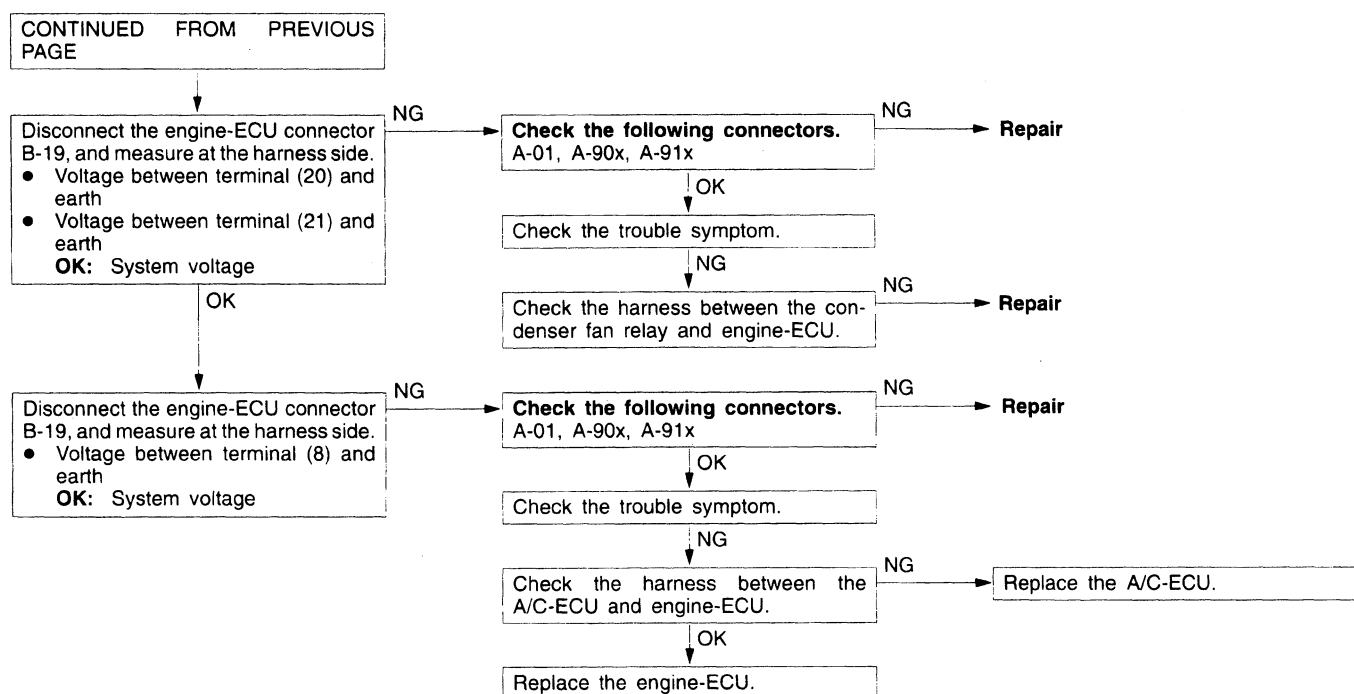 CONTINUED FROM PREVIOUS
PAGE
Disconnect the engine-ECU connector
B-19, and measure at the harness side.
● Voltage between terminal (20) and
earth
● Voltage between terminal (21) and
earth
OK: System voltage
NG
Check the following connectors.
A-01, A-90x, A-91x
NG
Repair
OK
Check the trouble symptom.
NG
Check the harness between the con-
denser fan relay and engine-ECU.
NG
Repair
OK
Disconnect the engine-ECU connector
B-19, and measure at the harness side.
● Voltage between terminal (8) and
earth
OK: System voltage
NG
Check the following connectors.
A-01, A-90x, A-91x
NG
Repair
OK
Check the trouble symptom.
NG
Check the harness between the
A/C-ECU and engine-ECU.
NG
Replace the A/C-ECU.
OK
Replace the engine-ECU.